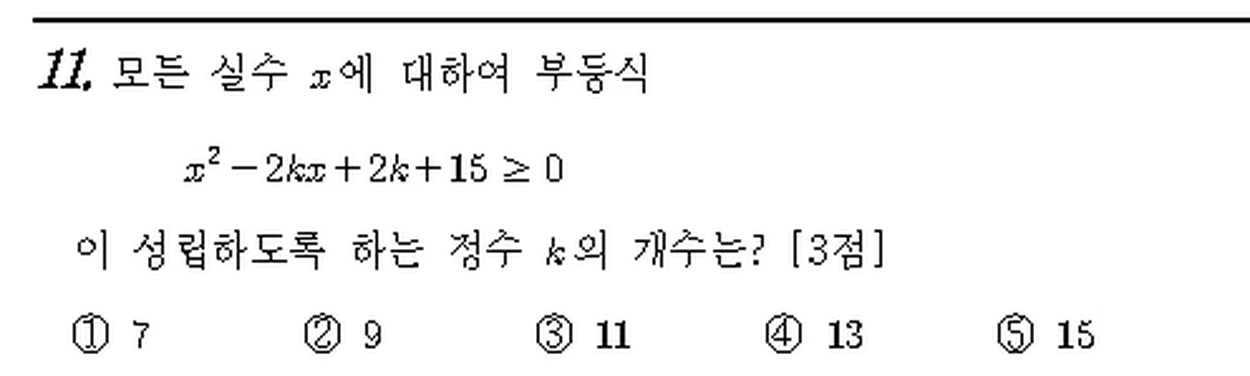 11. 모든 실수 x에 대하여 부등식
x² − 2kx + 2k + 15 ≥ 0
이 성립하도록 하는 정수 k의 개수는? [3점]
① 7 ② 9 ③ 11 ④ 13 ⑤ 15